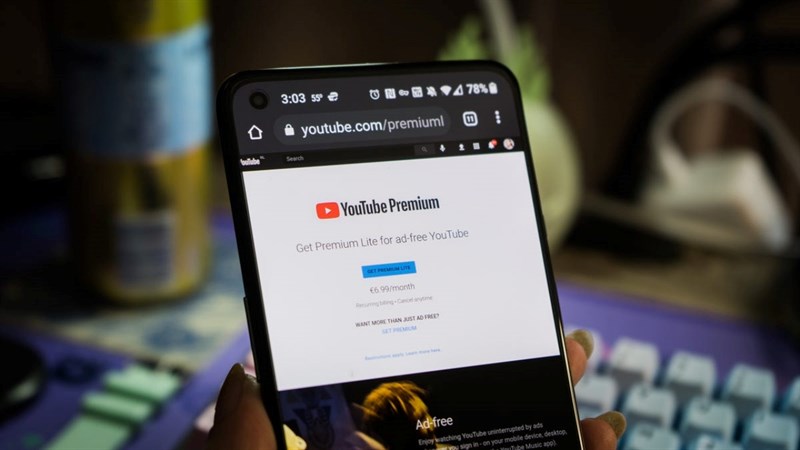 3:03 55° 78%
youtube.com/premiuml 11
YouTube Search
YouTube Premium
Get Premium Lite for ad-free YouTube
GET PREMIUM LITE
€6.99/month
Recurring billing • Cancel anytime
WANT MORE THAN JUST AD FREE?
GET PREMIUM
Restrictions apply. Learn more here.
Ad-free
Enjoy watching YouTube uninterrupted by ads
you sign in - on your mobile device, desktop,
YouTube Music app).